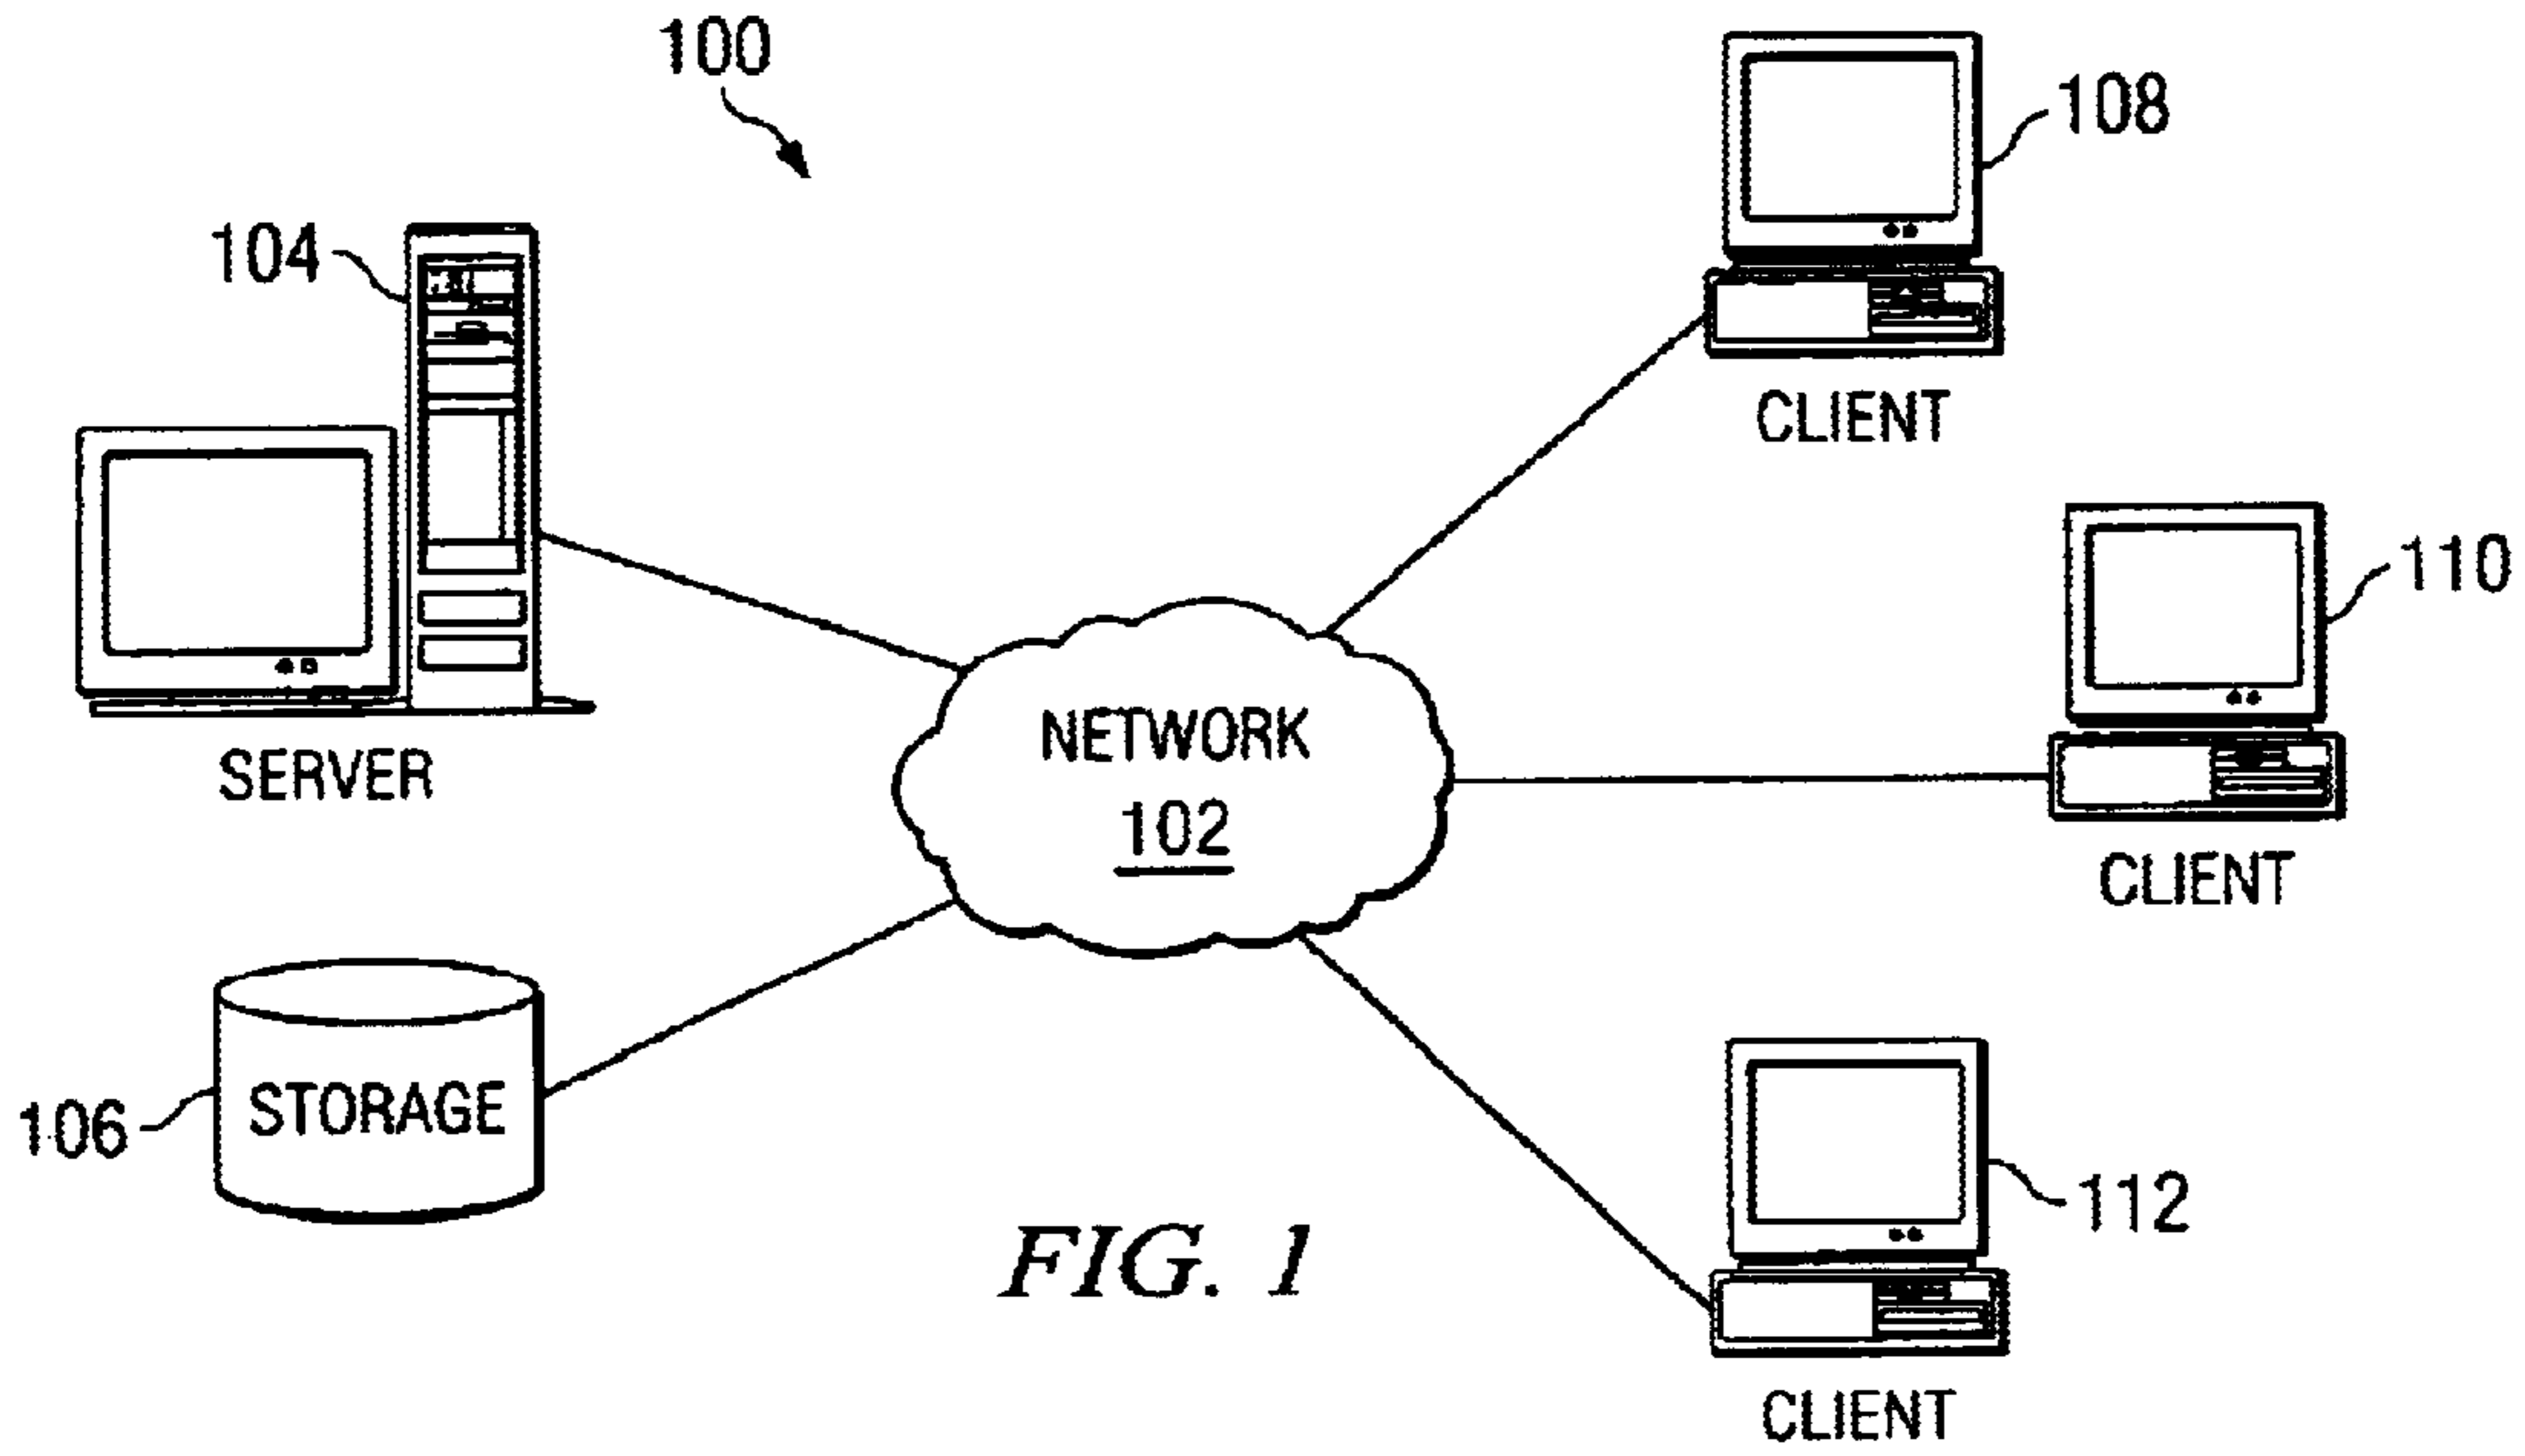 100
108
104
CLIENT
110
NETWORK
102
SERVER
CLIENT
STORAGE
106
112
FIG. 1
CLIENT